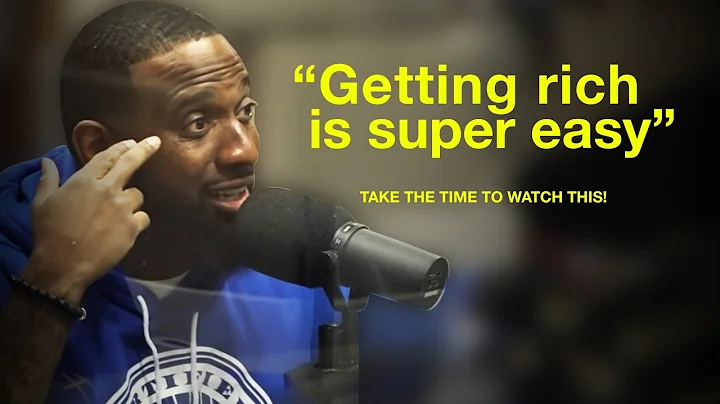 “Getting rich
is super easy”
TAKE THE TIME TO WATCH THIS!